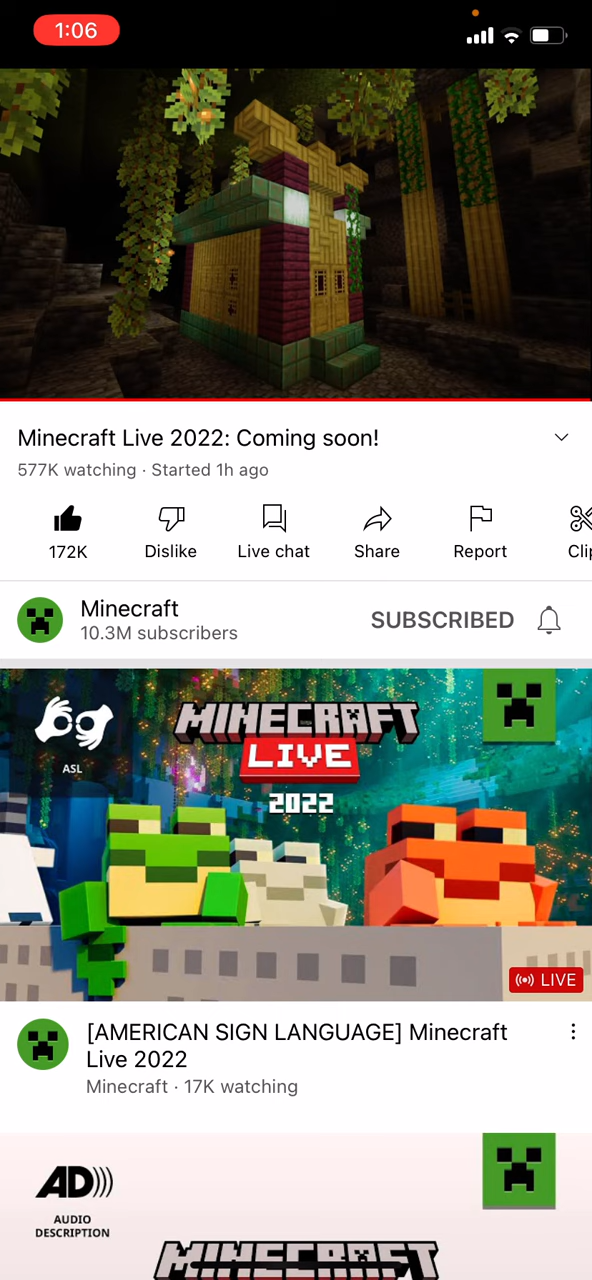 1:06
Minecraft Live 2022: Coming soon!
577K watching · Started 1h ago
172K
Dislike
Live chat
Share
Report
Clip
Minecraft
10.3M subscribers
SUBSCRIBED
MINECRAFT
LIVE
2022
ASL
LIVE
[AMERICAN SIGN LANGUAGE] Minecraft
Live 2022
Minecraft · 17K watching
AD
AUDIO
DESCRIPTION
MINECRAFT